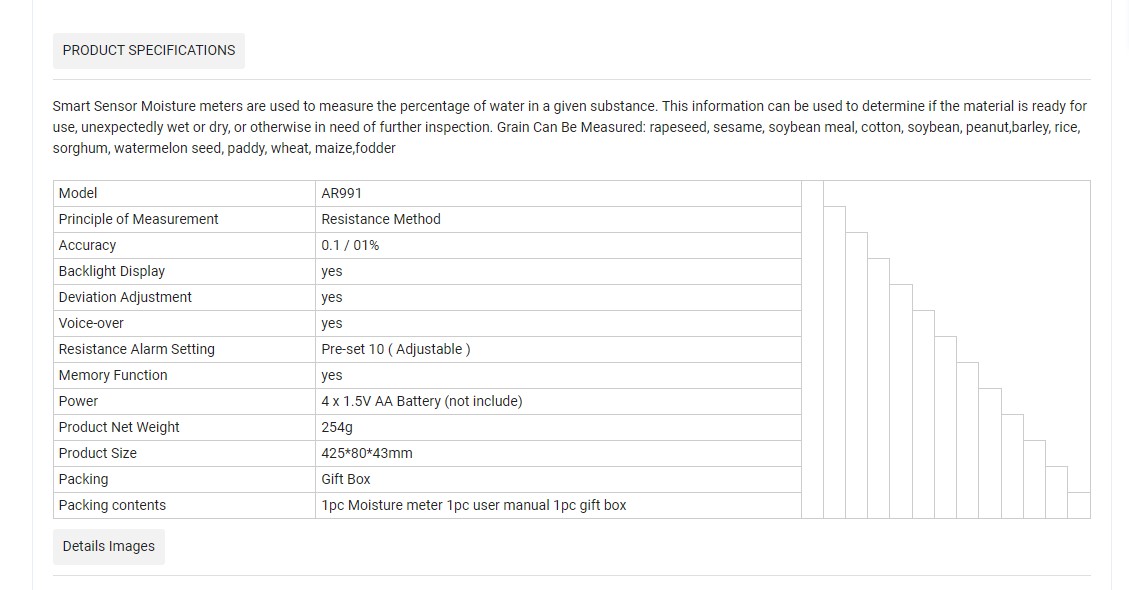 PRODUCT SPECIFICATIONS
Smart Sensor Moisture meters are used to measure the percentage of water in a given substance. This information can be used to determine if the material is ready for
use, unexpectedly wet or dry, or otherwise in need of further inspection. Grain Can Be Measured: rapeseed, sesame, soybean meal, cotton, soybean, peanut,barley, rice,
sorghum, watermelon seed, paddy, wheat, maize,fodder
Model AR991
Principle of Measurement Resistance Method
Accuracy 0.1 / 01%
Backlight Display yes
Deviation Adjustment yes
Voice-over yes
Resistance Alarm Setting Pre-set 10 ( Adjustable )
Memory Function yes
Power 4 x 1.5V AA Battery (not include)
Product Net Weight 254g
Product Size 425*80*43mm
Packing Gift Box
Packing contents 1pc Moisture meter 1pc user manual 1pc gift box
Details Images